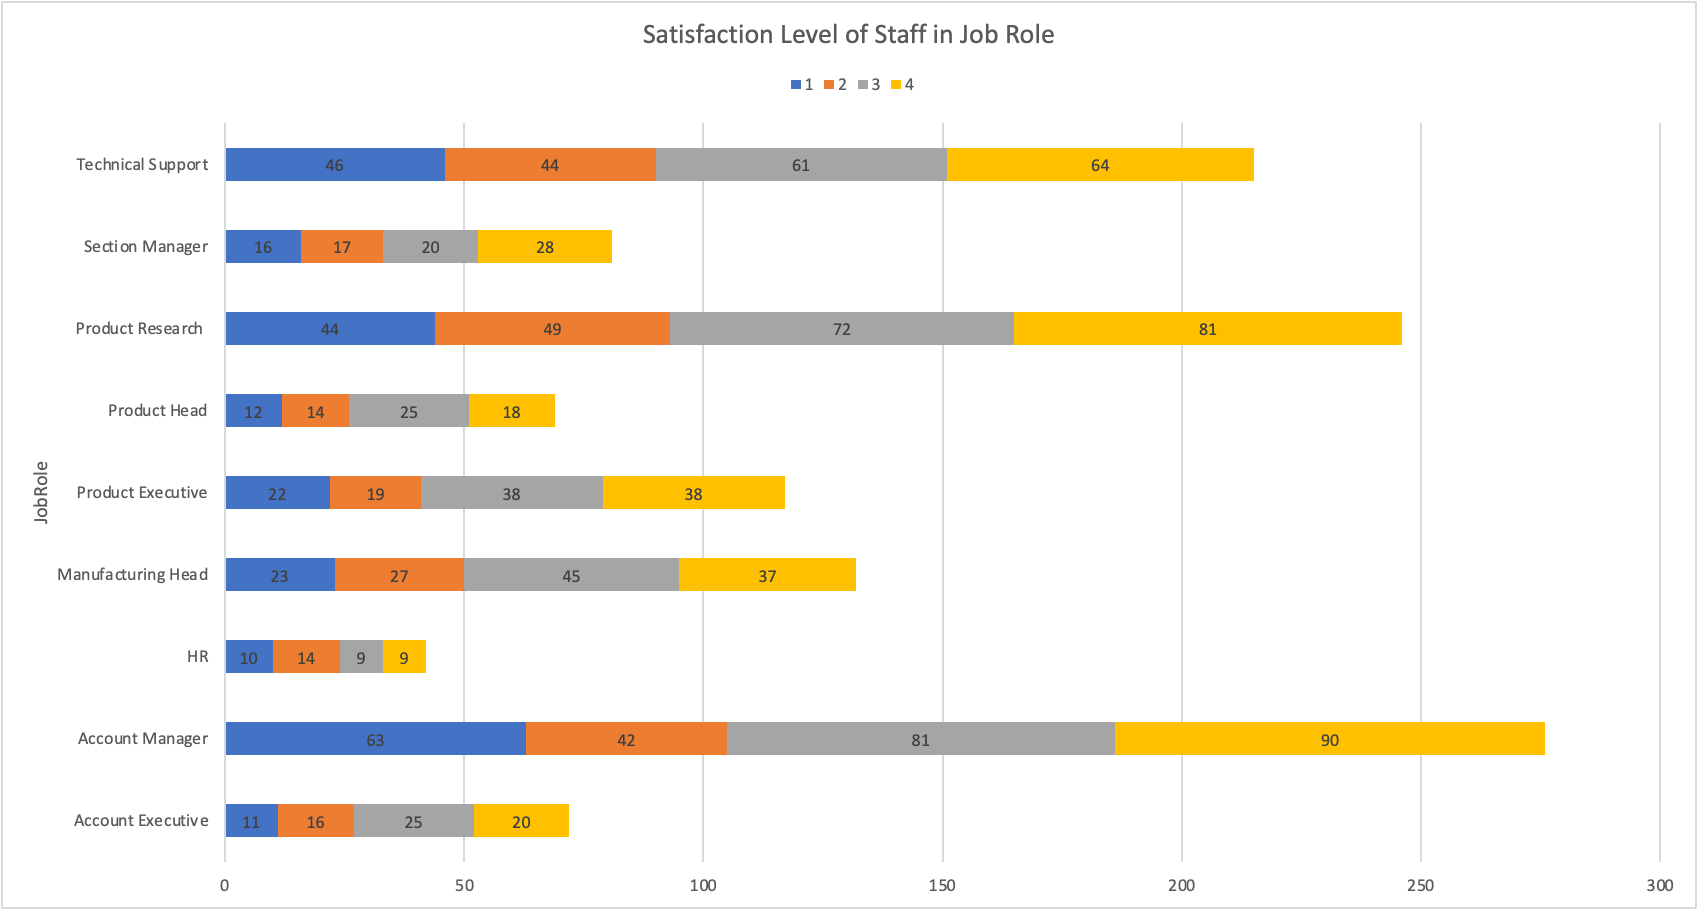 Satisfaction Level of Staff in Job Role
1 2 3 4
JobRole
Technical Support 46 44 61 64
Section Manager 16 17 20 28
Product Research 44 49 72 81
Product Head 12 14 25 18
Product Executive 22 19 38 38
Manufacturing Head 23 27 45 37
HR 10 14 9 9
Account Manager 63 42 81 90
Account Executive 11 16 25 20
0 50 100 150 200 250 300